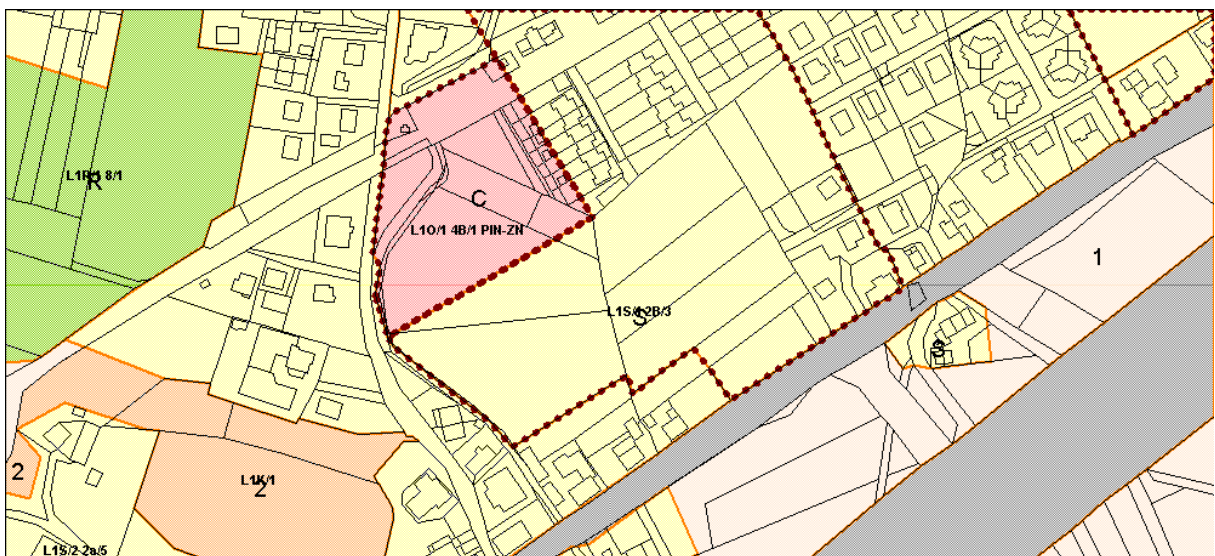 L1R/1 8/1
R
C
L1O/1 4B/1 PIN-ZN
1
L1S/1 2B/3
S
S
2
L1K/1
2
L1S/2 2a/5